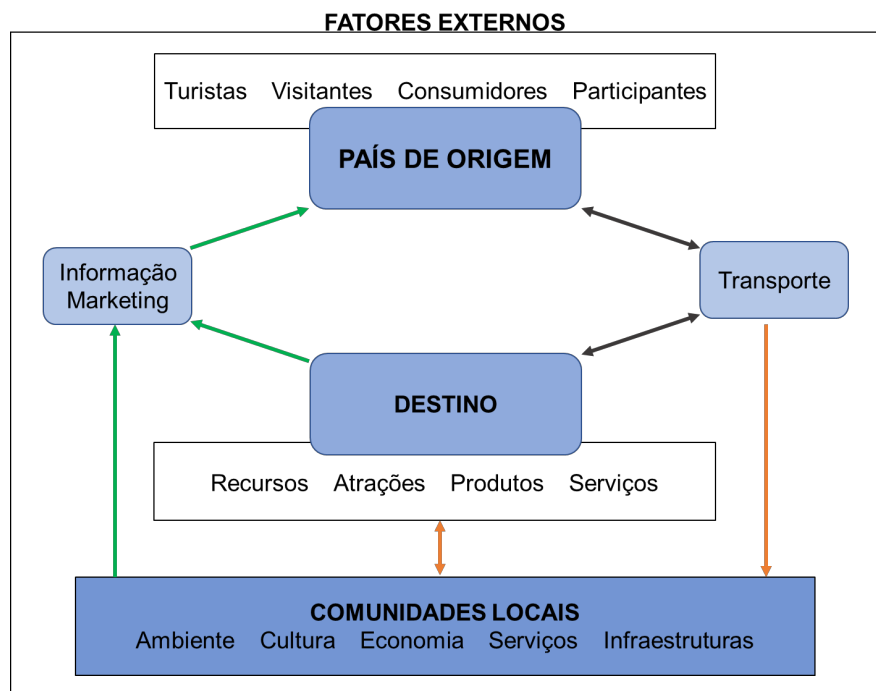 FATORES EXTERNOS
Turistas Visitantes Consumidores Participantes
PAÍS DE ORIGEM
Informação
Marketing
Transporte
DESTINO
Recursos Atrações Produtos Serviços
COMUNIDADES LOCAIS
Ambiente Cultura Economia Serviços Infraestruturas